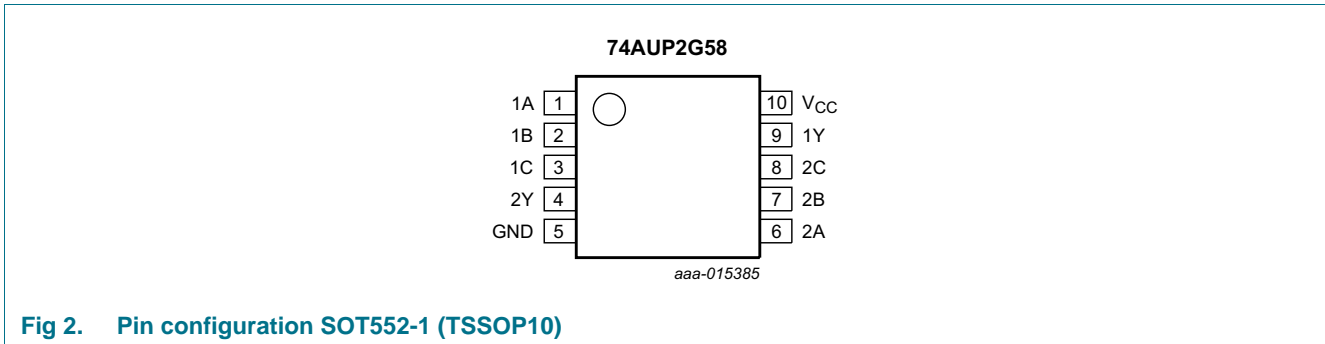 74AUP2G58
1A 1 10 VCC
1B 2 9 1Y
1C 3 8 2C
2Y 4 7 2B
GND 5 6 2A
aaa-015385
Fig 2. Pin configuration SOT552-1 (TSSOP10)